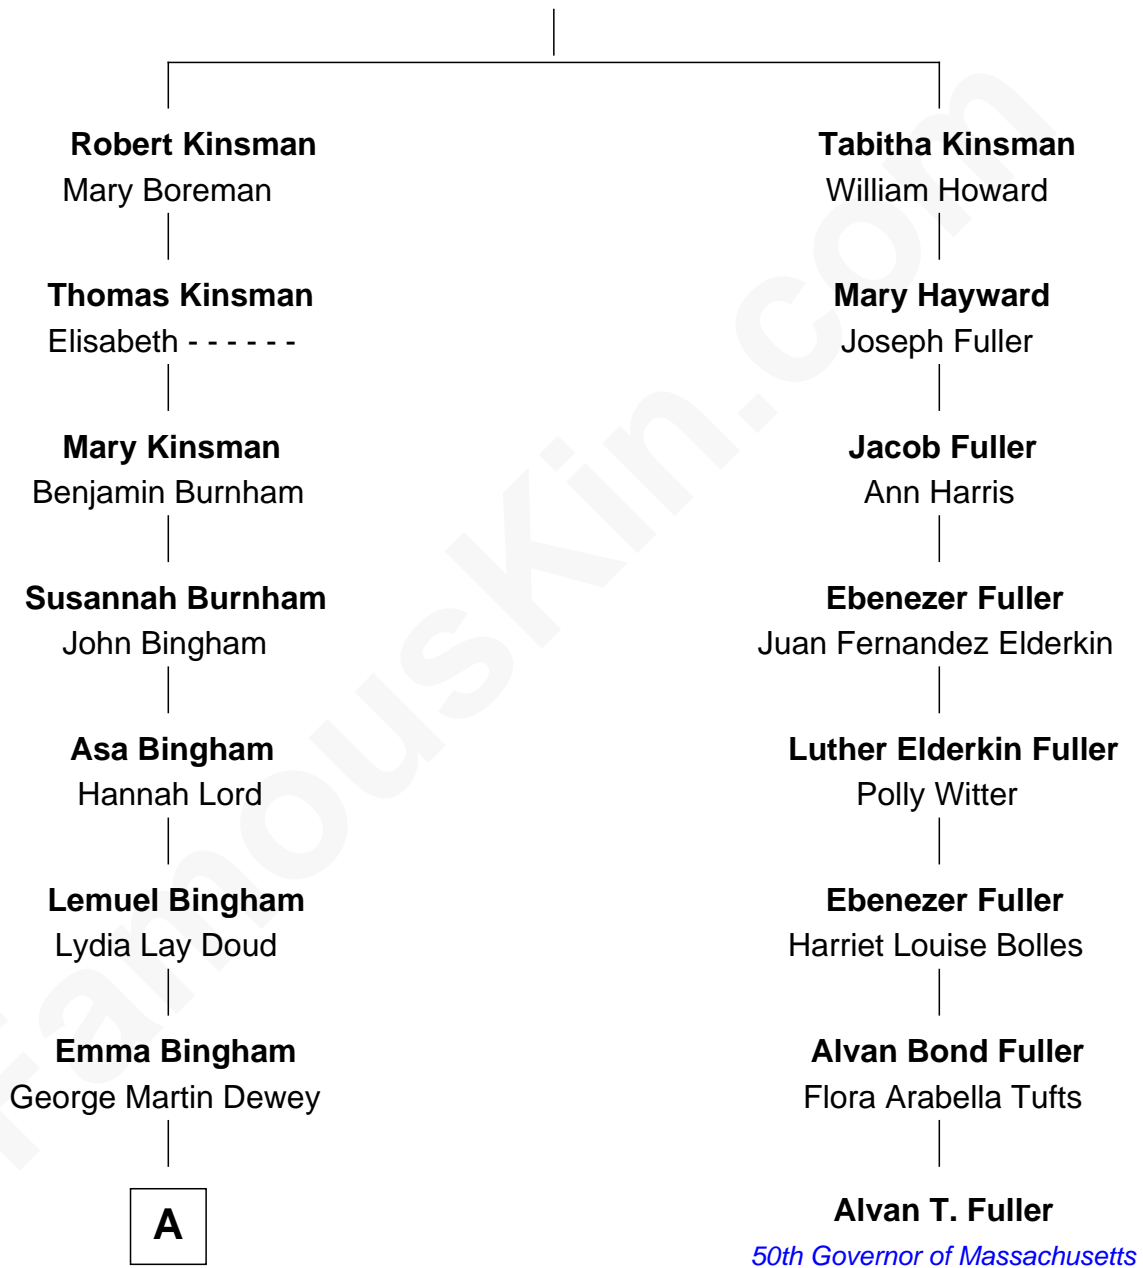 Robert Kinsman
Mary Boreman
Thomas Kinsman
Elisabeth - - - - - -
Mary Kinsman
Benjamin Burnham
Susannah Burnham
John Bingham
Asa Bingham
Hannah Lord
Lemuel Bingham
Lydia Lay Doud
Emma Bingham
George Martin Dewey
A
Tabitha Kinsman
William Howard
Mary Hayward
Joseph Fuller
Jacob Fuller
Ann Harris
Ebenezer Fuller
Juan Fernandez Elderkin
Luther Elderkin Fuller
Polly Witter
Ebenezer Fuller
Harriet Louise Bolles
Alvan Bond Fuller
Flora Arabella Tufts
Alvan T. Fuller
50th Governor of Massachusetts
FamousKin.com